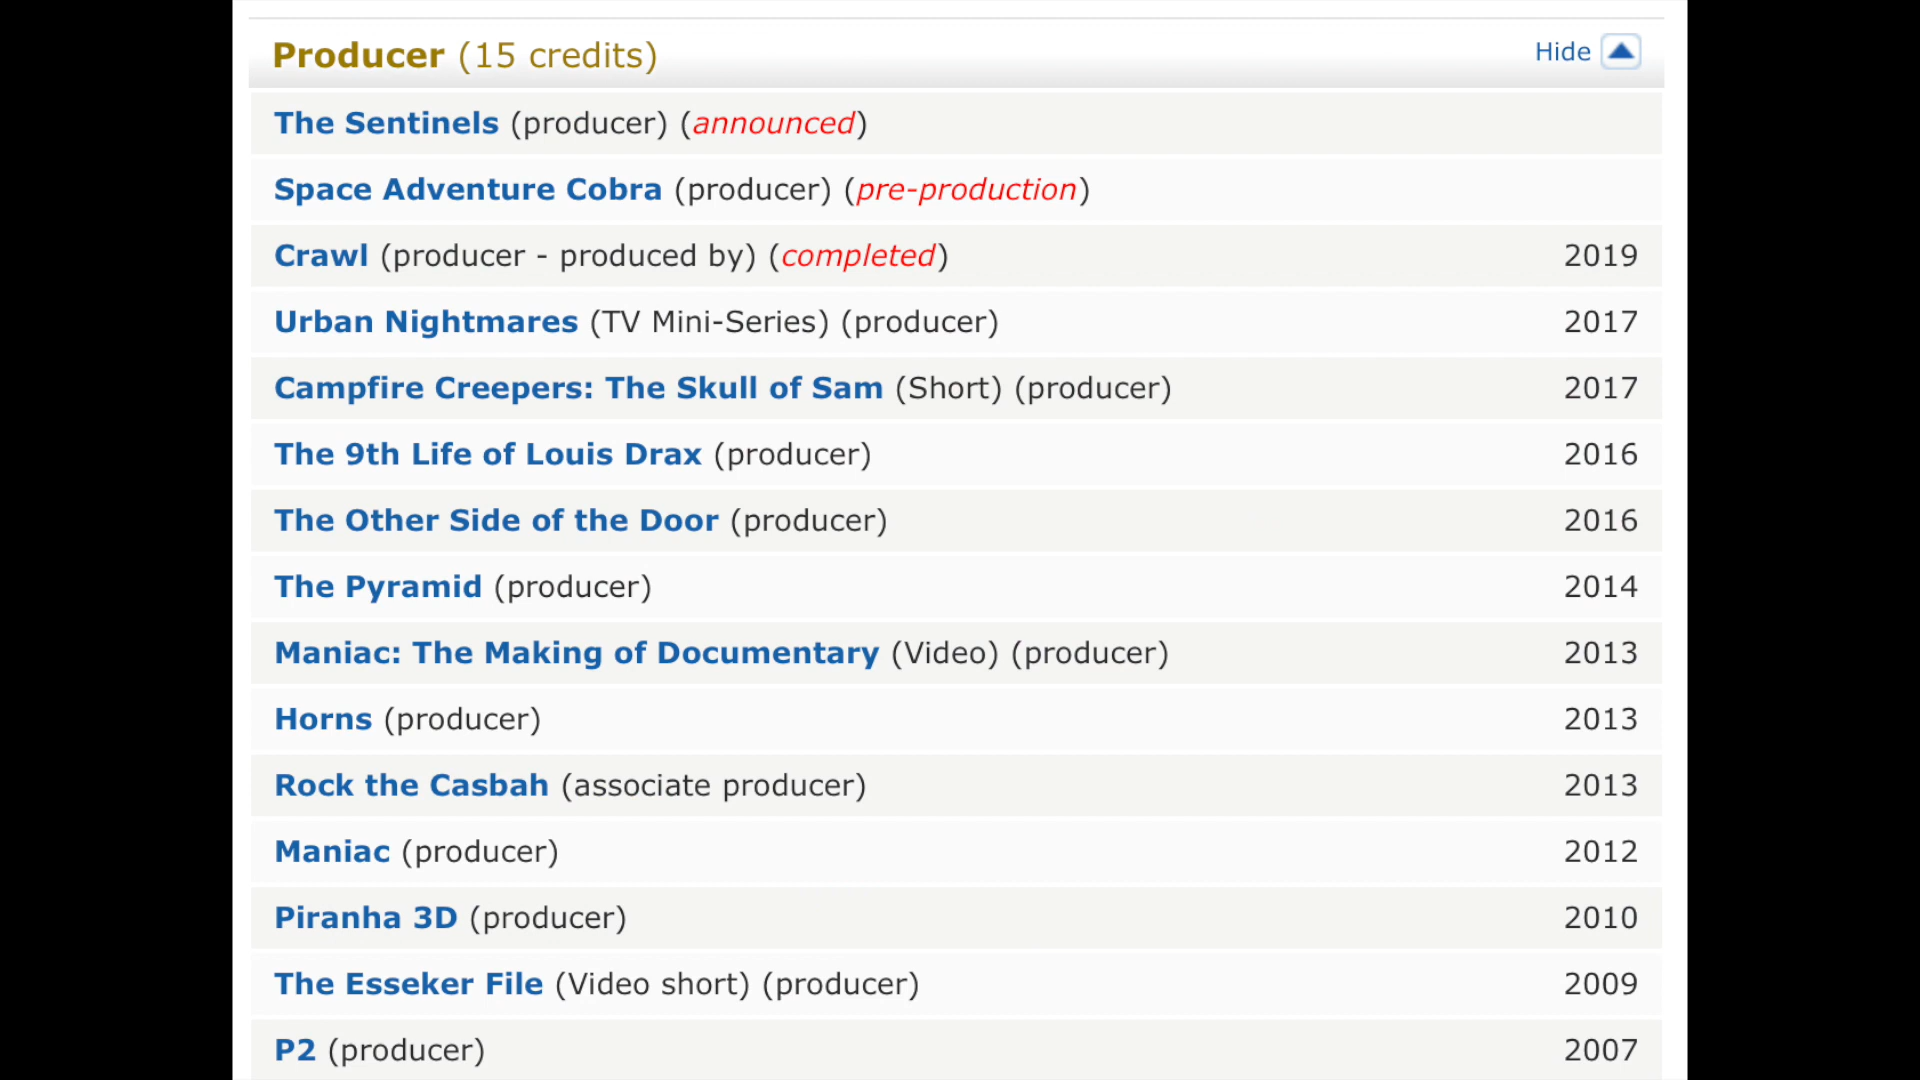 Producer (15 credits) Hide
The Sentinels (producer) (announced)
Space Adventure Cobra (producer) (pre-production)
Crawl (producer - produced by) (completed) 2019
Urban Nightmares (TV Mini-Series) (producer) 2017
Campfire Creepers: The Skull of Sam (Short) (producer) 2017
The 9th Life of Louis Drax (producer) 2016
The Other Side of the Door (producer) 2016
The Pyramid (producer) 2014
Maniac: The Making of Documentary (Video) (producer) 2013
Horns (producer) 2013
Rock the Casbah (associate producer) 2013
Maniac (producer) 2012
Piranha 3D (producer) 2010
The Esseker File (Video short) (producer) 2009
P2 (producer) 2007